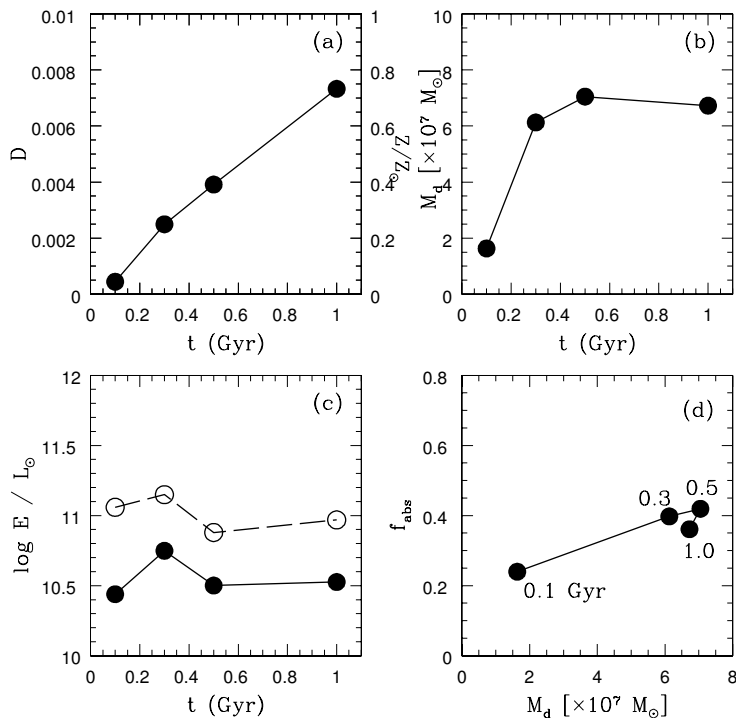 (a)
0.01
0.008
0.006
0.004
0.002
0
D
1
0.8
0.6
0.4
0.2
0
Z/Z☉
0 0.2 0.4 0.6 0.8 1
t (Gyr)
(b)
10
8
6
4
2
0
M_d [×10⁷ M☉]
0 0.2 0.4 0.6 0.8 1
t (Gyr)
(c)
12
11.5
11
10.5
10
log E / L☉
0 0.2 0.4 0.6 0.8 1
t (Gyr)
(d)
0.8
0.6
0.4
0.2
0
f_abs
0.3 0.5
1.0
0.1 Gyr
0 2 4 6 8
M_d [×10⁷ M☉]